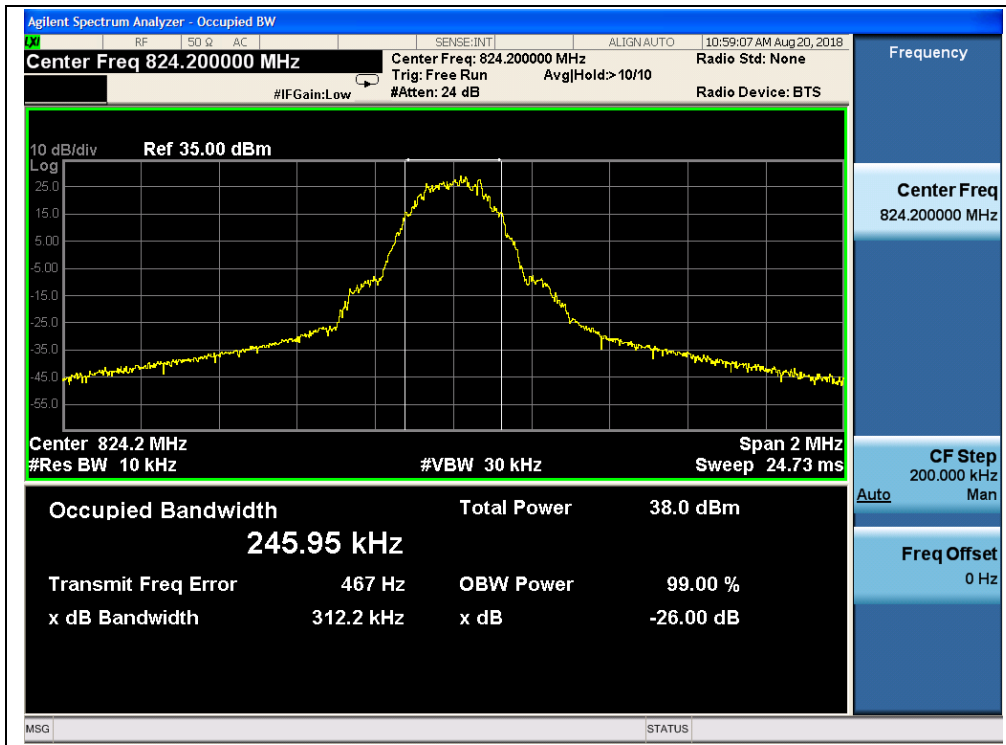 Agilent Spectrum Analyzer - Occupied BW
LXI RF 50 Ω AC SENSE:INT ALIGN AUTO 10:59:07 AM Aug 20, 2018
Center Freq 824.200000 MHz
Center Freq: 824.200000 MHz
Radio Std: None
Trig: Free Run Avg|Hold:>10/10
#IFGain:Low
#Atten: 24 dB
Radio Device: BTS
10 dB/div Ref 35.00 dBm
Log
25.0
15.0
5.00
-5.00
-15.0
-25.0
-35.0
-45.0
-55.0
Center 824.2 MHz Span 2 MHz
#Res BW 10 kHz #VBW 30 kHz Sweep 24.73 ms
Occupied Bandwidth Total Power 38.0 dBm
245.95 kHz
Transmit Freq Error 467 Hz OBW Power 99.00 %
x dB Bandwidth 312.2 kHz x dB -26.00 dB
Frequency
Center Freq
824.200000 MHz
CF Step
200.000 kHz
Auto Man
Freq Offset
0 Hz
MSG STATUS